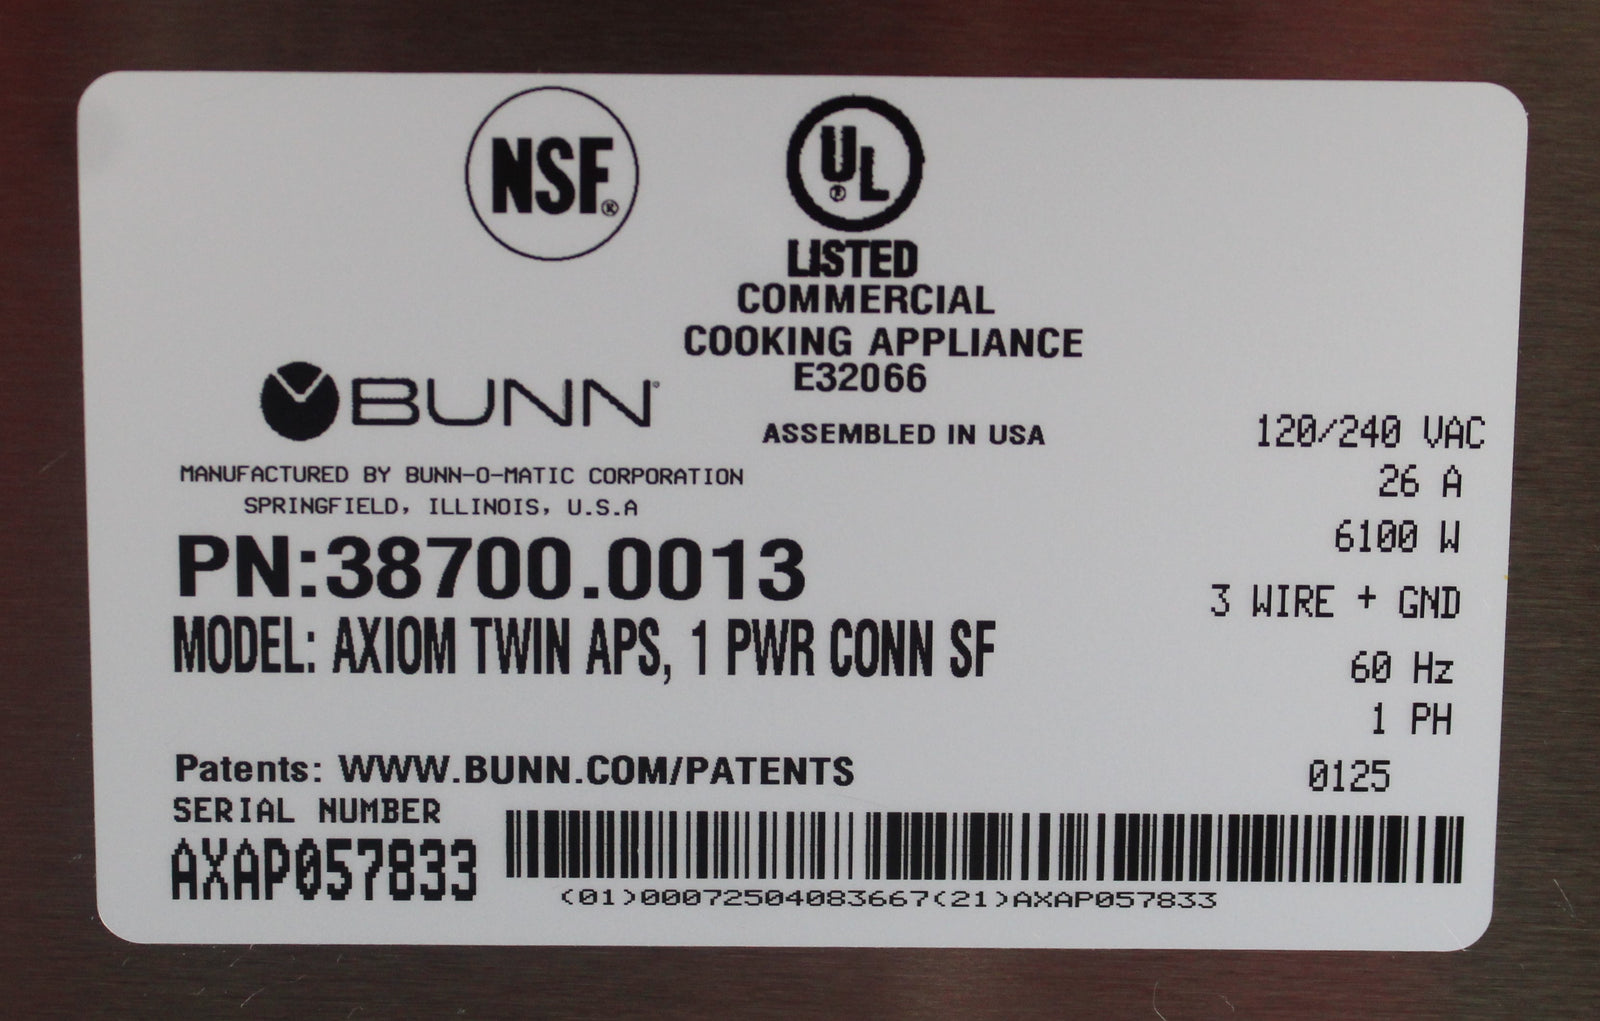 NSF®
UL®
LISTED
COMMERCIAL
COOKING APPLIANCE
E32066
ASSEMBLED IN USA
BUNN®
MANUFACTURED BY BUNN-O-MATIC CORPORATION
SPRINGFIELD, ILLINOIS, U.S.A
PN:38700.0013
MODEL: AXIOM TWIN APS, 1 PWR CONN SF
120/240 VAC
26 A
6100 W
3 WIRE + GND
60 Hz
1 PH
0125
Patents: WWW.BUNN.COM/PATENTS
SERIAL NUMBER
AXAP057833
(01)00072504083667(21)AXAP057833